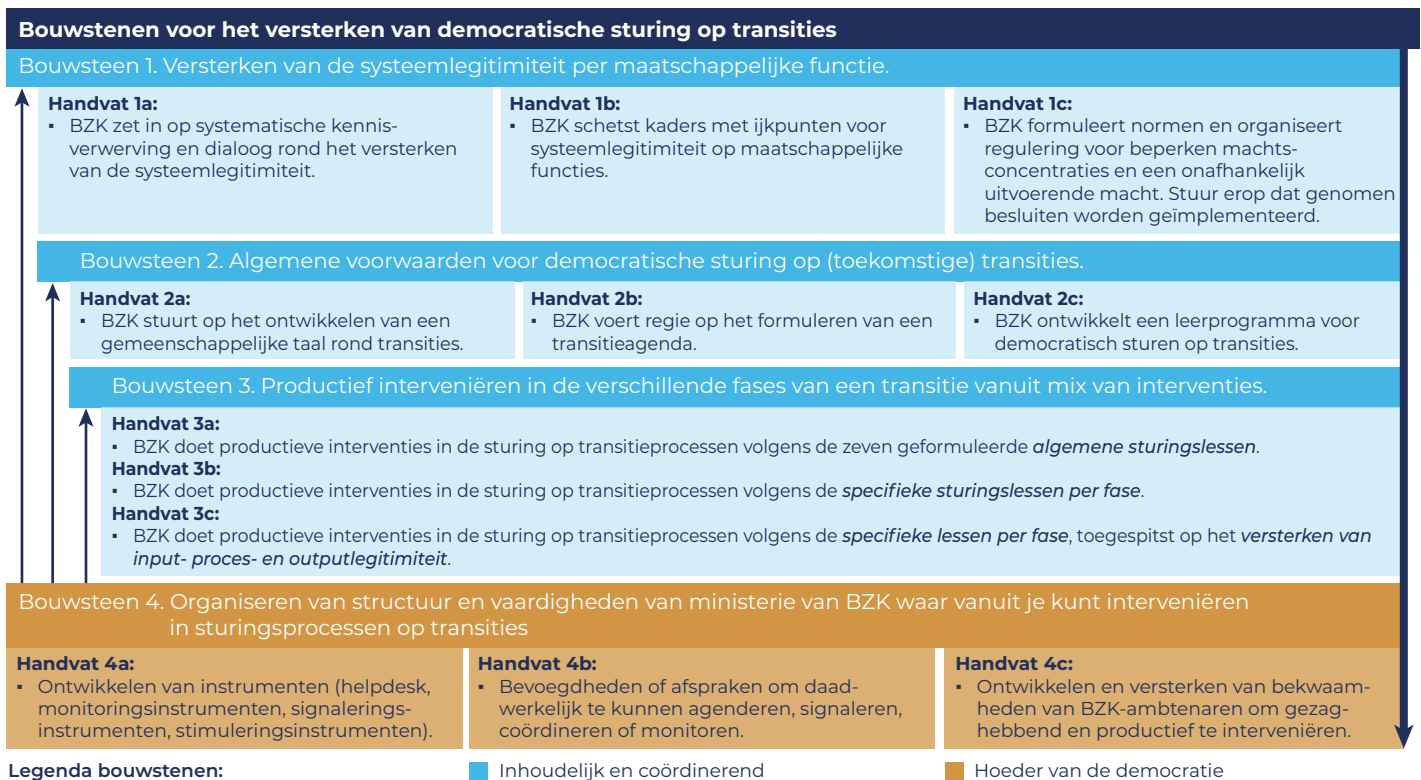 Bouwstenen voor het versterken van democratische sturing op transities
Bouwsteen 1. Versterken van de systeemlegitimiteit per maatschappelijke functie.
Handvat 1a:
▪ BZK zet in op systematische kennis-
verwerving en dialoog rond het versterken
van de systeemlegitimiteit.
Handvat 1b:
▪ BZK schetst kaders met ijkpunten voor
systeemlegitimiteit op maatschappelijke
functies.
Handvat 1c:
▪ BZK formuleert normen en organiseert
regulering voor beperken machts-
concentraties en een onafhankelijk
uitvoerende macht. Stuur erop dat genomen
besluiten worden geïmplementeerd.
Bouwsteen 2. Algemene voorwaarden voor democratische sturing op (toekomstige) transities.
Handvat 2a:
▪ BZK stuurt op het ontwikkelen van een
gemeenschappelijke taal rond transities.
Handvat 2b:
▪ BZK voert regie op het formuleren van een
transitieagenda.
Handvat 2c:
▪ BZK ontwikkelt een leerprogramma voor
democratisch sturen op transities.
Bouwsteen 3. Productief interveniëren in de verschillende fases van een transitie vanuit mix van interventies.
Handvat 3a:
▪ BZK doet productieve interventies in de sturing op transitieprocessen volgens de zeven geformuleerde algemene sturingslessen.
Handvat 3b:
▪ BZK doet productieve interventies in de sturing op transitieprocessen volgens de specifieke sturingslessen per fase.
Handvat 3c:
▪ BZK doet productieve interventies in de sturing op transitieprocessen volgens de specifieke lessen per fase, toegespitst op het versterken van
input- proces- en outputlegitimiteit.
Bouwsteen 4. Organiseren van structuur en vaardigheden van ministerie van BZK waar vanuit je kunt interveniëren
in sturingsprocessen op transities
Handvat 4a:
▪ Ontwikkelen van instrumenten (helpdesk,
monitoringsinstrumenten, signalerings-
instrumenten, stimuleringsinstrumenten).
Handvat 4b:
▪ Bevoegdheden of afspraken om daad-
werkelijk te kunnen agenderen, signaleren,
coördineren of monitoren.
Handvat 4c:
▪ Ontwikkelen en versterken van bekwaam-
heden van BZK-ambtenaren om gezag-
hebbend en productief te interveniëren.
Legenda bouwstenen:
Inhoudelijk en coördinerend
Hoeder van de democratie